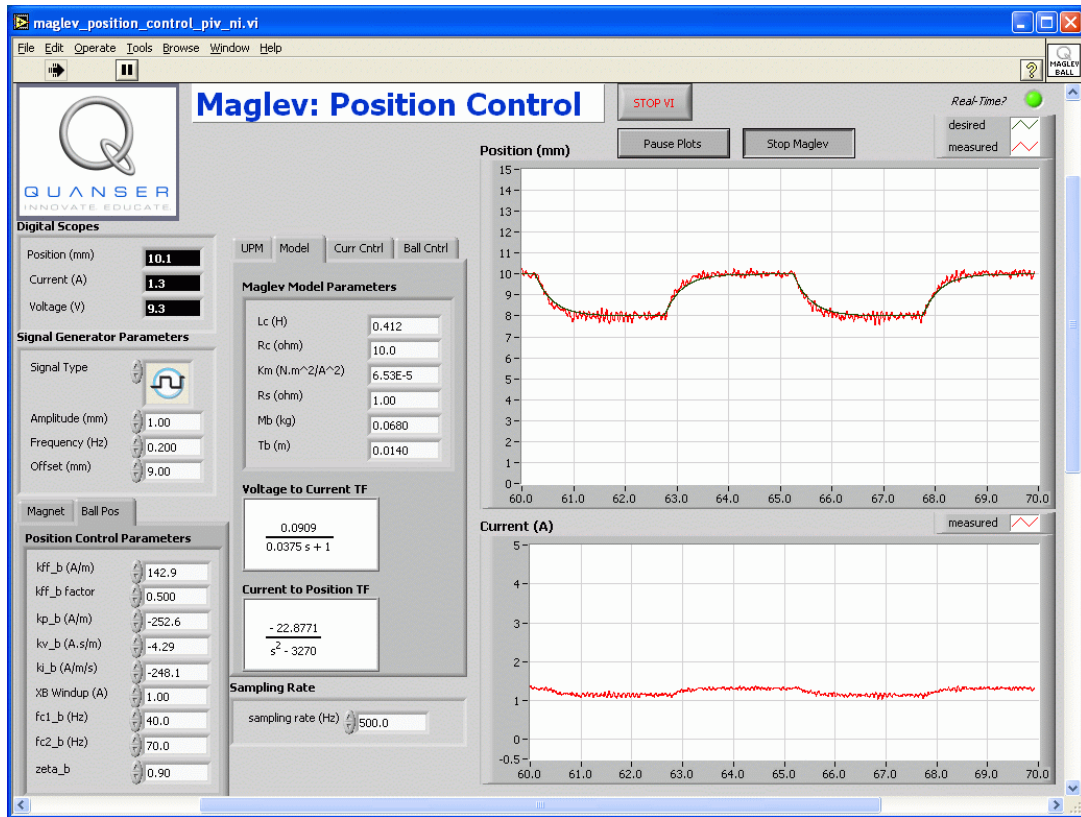 maglev_position_control_piv_ni.vi
File Edit Operate Tools Browse Window Help
MAGLEV
BALL
QUANSER
INNOVATE. EDUCATE.
Maglev: Position Control
STOP VI
Real-Time?
Pause Plots
Stop Maglev
desired
measured
Digital Scopes
Position (mm) 10.1
Current (A) 1.3
Voltage (V) 9.3
Signal Generator Parameters
Signal Type
Amplitude (mm) 1.00
Frequency (Hz) 0.200
Offset (mm) 9.00
Magnet Ball Pos
Position Control Parameters
kff_b (A/m) 142.9
kff_b factor 0.500
kp_b (A/m) -252.6
kv_b (A.s/m) -4.29
ki_b (A/m/s) -248.1
XB Windup (A) 1.00
fc1_b (Hz) 40.0
fc2_b (Hz) 70.0
zeta_b 0.90
UPM Model Curr Cntrl Ball Cntrl
Maglev Model Parameters
Lc (H) 0.412
Rc (ohm) 10.0
Km (N.m^2/A^2) 6.53E-5
Rs (ohm) 1.00
Mb (kg) 0.0680
Tb (m) 0.0140
Voltage to Current TF
0.0909
0.0375 s + 1
Current to Position TF
- 22.8771
s^2 - 3270
Sampling Rate
sampling rate (Hz) 500.0
Position (mm)
15
14
13
12
11
10
9
8
7
6
5
4
3
2
1
0
60.0 61.0 62.0 63.0 64.0 65.0 66.0 67.0 68.0 69.0 70.0
Current (A)
measured
5
4
3
2
1
0
-0.5
60.0 61.0 62.0 63.0 64.0 65.0 66.0 67.0 68.0 69.0 70.0